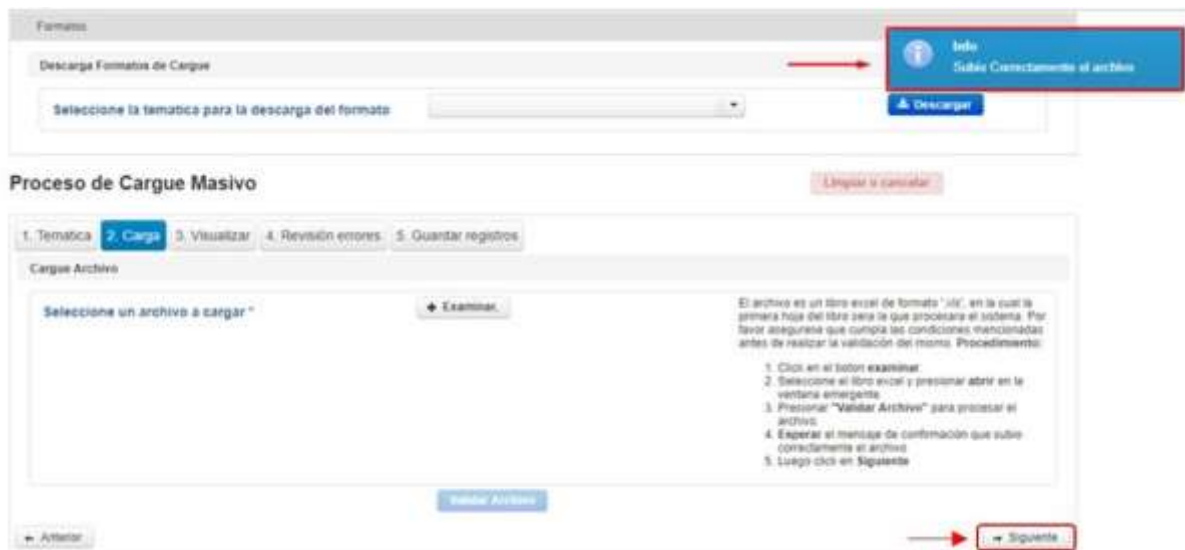 Formatos
Info
Subio Correctamente el archivo
Descarga Formatos de Cargue
Seleccione la tematica para la descarga del formato
Descargar
Proceso de Cargue Masivo
Limpiar o cancelar
1. Tematica 2. Carga 3. Visualizar 4. Revisión errores 5. Guardar registros
Cargue Archivo
Seleccione un archivo a cargar *
Examinar.
El archivo es un libro excel de formato '.xls', en la cual la
primera hoja del libro sera la que procesara el sistema. Por
favor asegurese que cumpla las condiciones mencionadas
antes de realizar la validación del mismo. Procedimiento:
1. Click en el boton examinar.
2. Seleccione el libro excel y presionar abrir en la
ventana emergente
3. Presionar "Validar Archivo" para procesar el
archivo.
4. Esperar el mensaje de confirmación que subio
correctamente el archivo
5. Luego click en Siguiente
Validar Archivo
Anterior
Siguiente